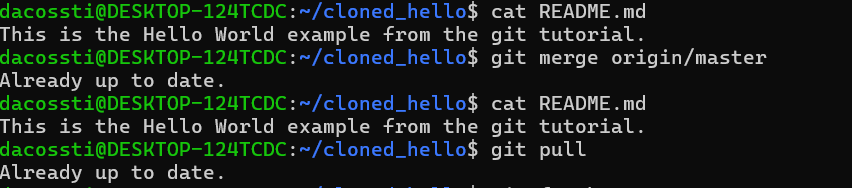 dacossti@DESKTOP-124TCDC:~/cloned_hello$ cat README.md
This is the Hello World example from the git tutorial.
dacossti@DESKTOP-124TCDC:~/cloned_hello$ git merge origin/master
Already up to date.
dacossti@DESKTOP-124TCDC:~/cloned_hello$ cat README.md
This is the Hello World example from the git tutorial.
dacossti@DESKTOP-124TCDC:~/cloned_hello$ git pull
Already up to date.